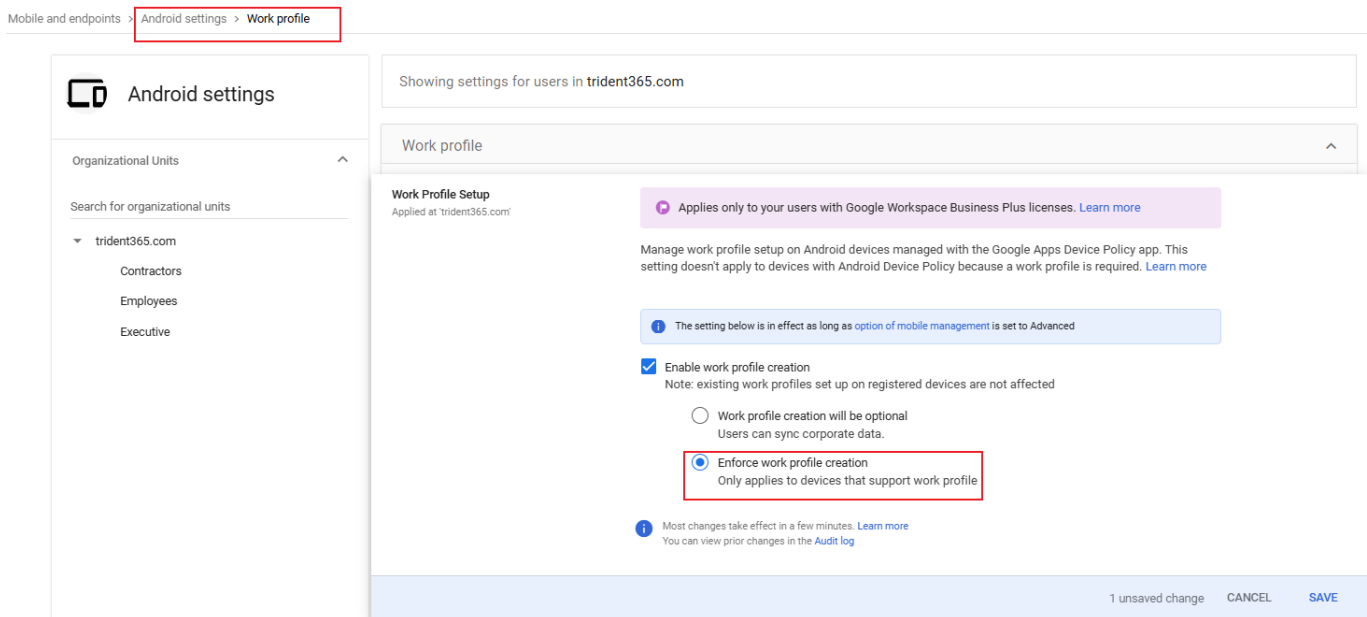 Mobile and endpoints > Android settings > Work profile
Android settings
Showing settings for users in trident365.com
Organizational Units
Work profile
Search for organizational units
trident365.com
Contractors
Employees
Executive
Work Profile Setup
Applied at 'trident365.com'
Applies only to your users with Google Workspace Business Plus licenses. Learn more
Manage work profile setup on Android devices managed with the Google Apps Device Policy app. This
setting doesn't apply to devices with Android Device Policy because a work profile is required. Learn more
The setting below is in effect as long as option of mobile management is set to Advanced
Enable work profile creation
Note: existing work profiles set up on registered devices are not affected
Work profile creation will be optional
Users can sync corporate data.
Enforce work profile creation
Only applies to devices that support work profile
Most changes take effect in a few minutes. Learn more
You can view prior changes in the Audit log
1 unsaved change CANCEL SAVE